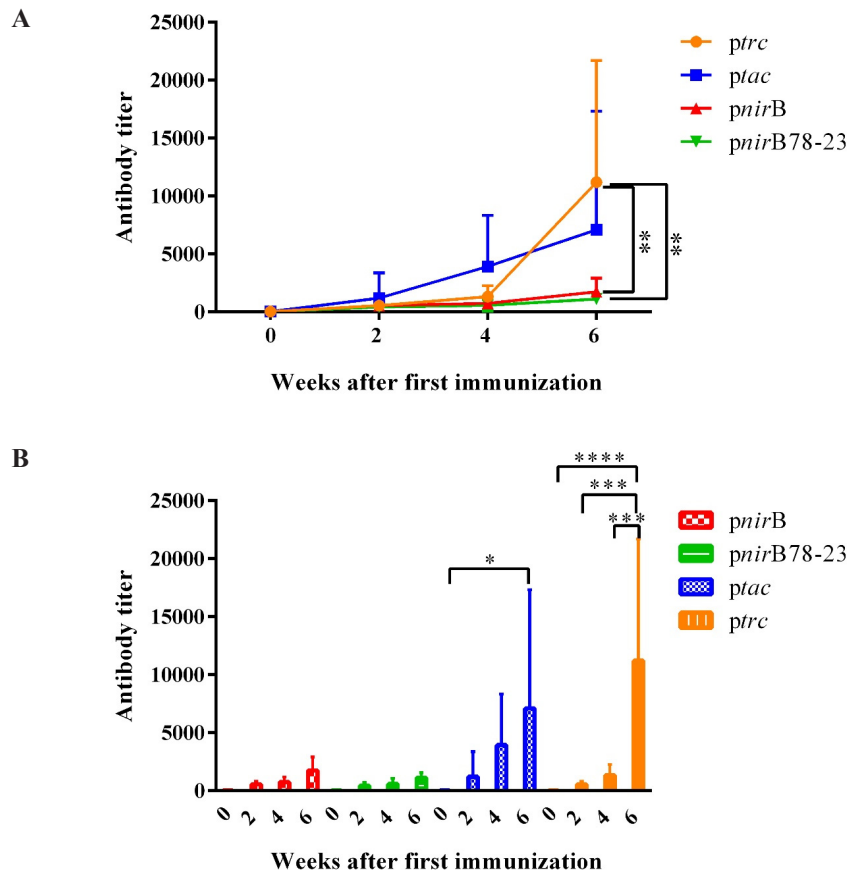 A
25000
20000
15000
10000
5000
0
Antibody titer
0 2 4 6
Weeks after first immunization
ptrc
ptac
pnirB
pnirB78-23
**
**
B
25000
20000
15000
10000
5000
0
Antibody titer
*
****
***
***
0 2 4 6 0 2 4 6 0 2 4 6 0 2 4 6
Weeks after first immunization
pnirB
pnirB78-23
ptac
ptrc